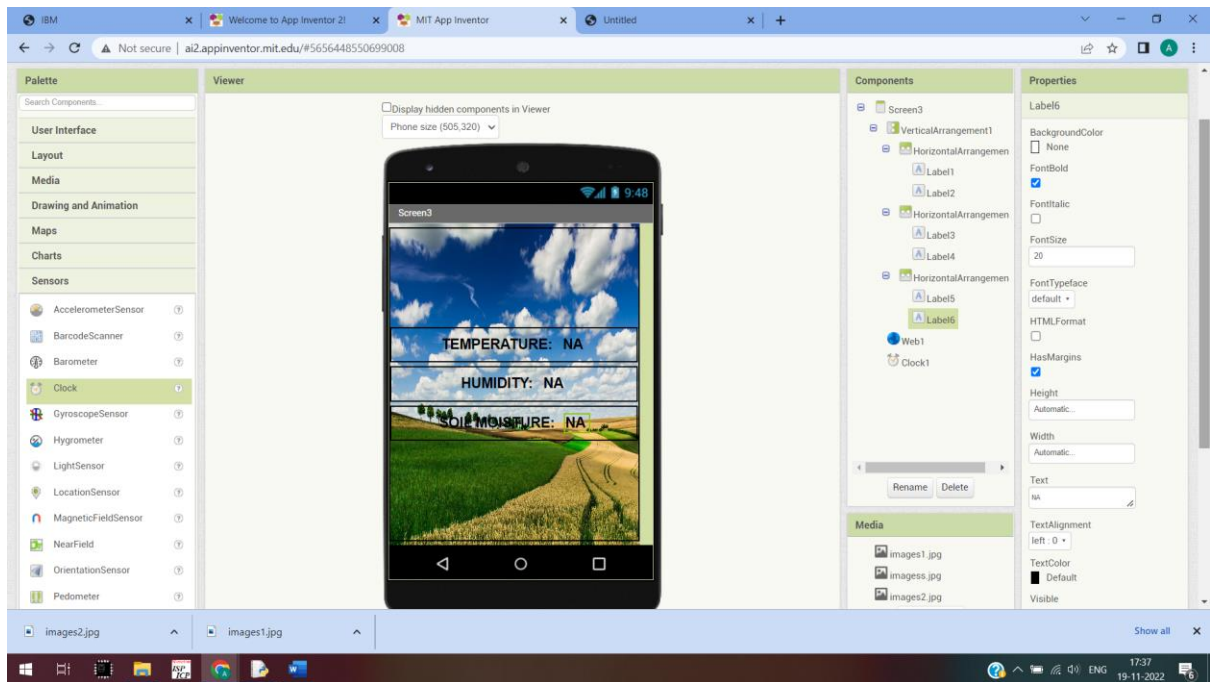 IBM
Welcome to App Inventor 2!
MIT App Inventor
Untitled
Not secure | ai2.appinventor.mit.edu/#5656448550699008
A
Palette
Search Components...
User Interface
Layout
Media
Drawing and Animation
Maps
Charts
Sensors
AccelerometerSensor
BarcodeScanner
Barometer
Clock
GyroscopeSensor
Hygrometer
LightSensor
LocationSensor
MagneticFieldSensor
NearField
OrientationSensor
Pedometer
Viewer
Display hidden components in Viewer
Phone size (505,320)
9:48
Screen3
TEMPERATURE: NA
HUMIDITY: NA
SOIL MOISTURE: NA
Components
Screen3
VerticalArrangement1
HorizontalArrangemen
Label1
Label2
HorizontalArrangemen
Label3
Label4
HorizontalArrangemen
Label5
Label6
Web1
Clock1
Rename Delete
Media
images1.jpg
imagess.jpg
images2.jpg
Properties
Label6
BackgroundColor
None
FontBold
FontItalic
FontSize
20
FontTypeface
default
HTMLFormat
HasMargins
Height
Automatic...
Width
Automatic...
Text
NA
TextAlignment
left : 0
TextColor
Default
Visible
images2.jpg
images1.jpg
Show all
ISP
ICP
ENG
17:37
19-11-2022
6